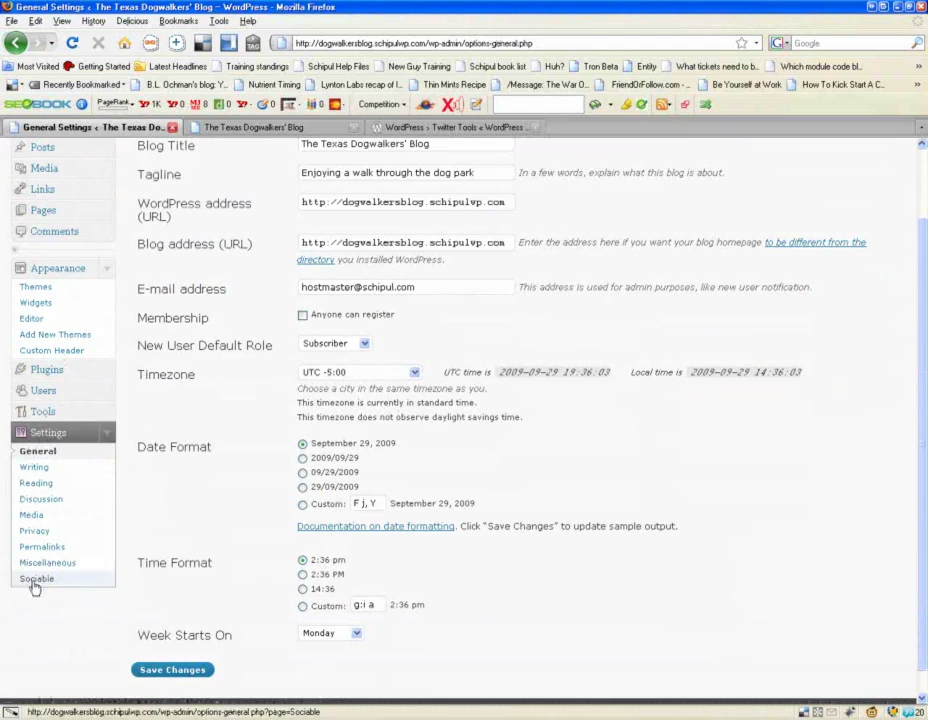 General Settings ‹ The Texas Dogwalkers' Blog — WordPress - Mozilla Firefox
File Edit View History Delicious Bookmarks Tools Help
http://dogwalkersblog.schipulwp.com/wp-admin/options-general.php
Google
Most Visited Getting Started Latest Headlines Training standings Schipul Help Files New Guy Training Schipul book list Huh? Tron Beta Entity What tickets need to b... Which module code bl...
Recently Bookmarked B.L. Ochman's blog: Y... Nutrient Timing Lynton Labs recap of l... Thin Mints Recipe /Message: The War O... FriendOrFollow.com - ... Be Yourself at Work How To Kick Start A C...
SEOBOOK PageRank 1K 0 8 0 0 0 Competition
General Settings ‹ The Texas Do... The Texas Dogwalkers' Blog WordPress › Twitter Tools « WordPress ...
Posts
Media
Links
Pages
Comments
Appearance
Themes
Widgets
Editor
Add New Themes
Custom Header
Plugins
Users
Tools
Settings
General
Writing
Reading
Discussion
Media
Privacy
Permalinks
Miscellaneous
Sociable
Blog Title The Texas Dogwalkers' Blog
Tagline Enjoying a walk through the dog park In a few words, explain what this blog is about.
WordPress address (URL) http://dogwalkersblog.schipulwp.com
Blog address (URL) http://dogwalkersblog.schipulwp.com Enter the address here if you want your blog homepage to be different from the
directory you installed WordPress.
E-mail address hostmaster@schipul.com This address is used for admin purposes, like new user notification.
Membership Anyone can register
New User Default Role Subscriber
Timezone UTC -5:00 UTC time is 2009-09-29 19:36:03 Local time is 2009-09-29 14:36:03
Choose a city in the same timezone as you.
This timezone is currently in standard time.
This timezone does not observe daylight savings time.
Date Format September 29, 2009
2009/09/29
09/29/2009
29/09/2009
Custom: F j, Y September 29, 2009
Documentation on date formatting. Click "Save Changes" to update sample output.
Time Format 2:36 pm
2:36 PM
14:36
Custom: g:i a 2:36 pm
Week Starts On Monday
Save Changes
http://dogwalkersblog.schipulwp.com/wp-admin/options-general.php?page=Sociable 20